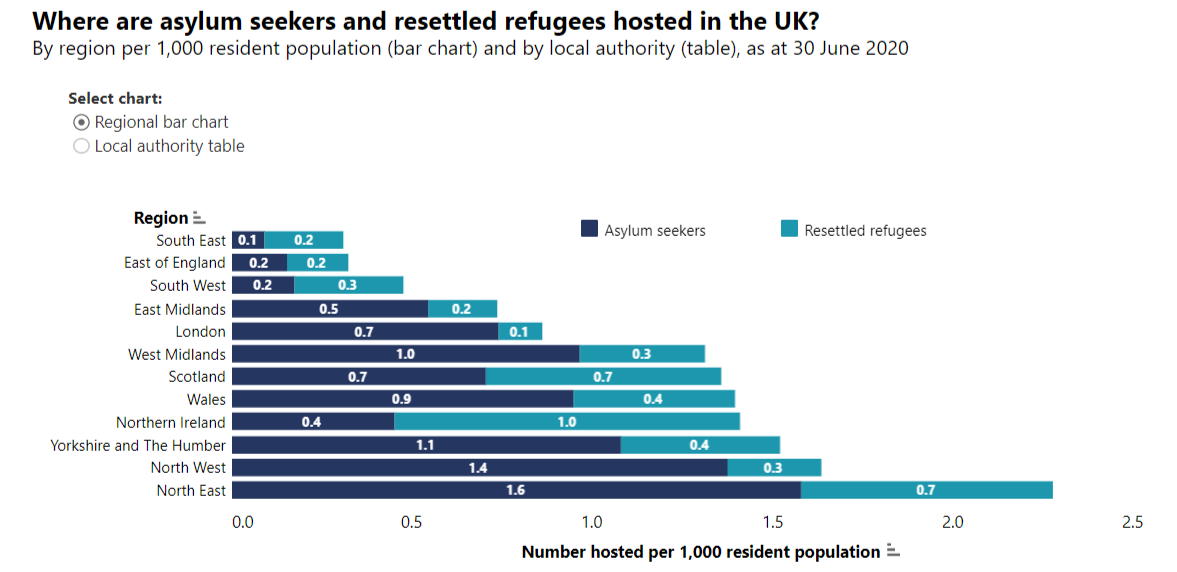 Where are asylum seekers and resettled refugees hosted in the UK?
By region per 1,000 resident population (bar chart) and by local authority (table), as at 30 June 2020
Select chart:
Regional bar chart
Local authority table
Region
Asylum seekers Resettled refugees
South East 0.1 0.2
East of England 0.2 0.2
South West 0.2 0.3
East Midlands 0.5 0.2
London 0.7 0.1
West Midlands 1.0 0.3
Scotland 0.7 0.7
Wales 0.9 0.4
Northern Ireland 0.4 1.0
Yorkshire and The Humber 1.1 0.4
North West 1.4 0.3
North East 1.6 0.7
0.0 0.5 1.0 1.5 2.0 2.5
Number hosted per 1,000 resident population